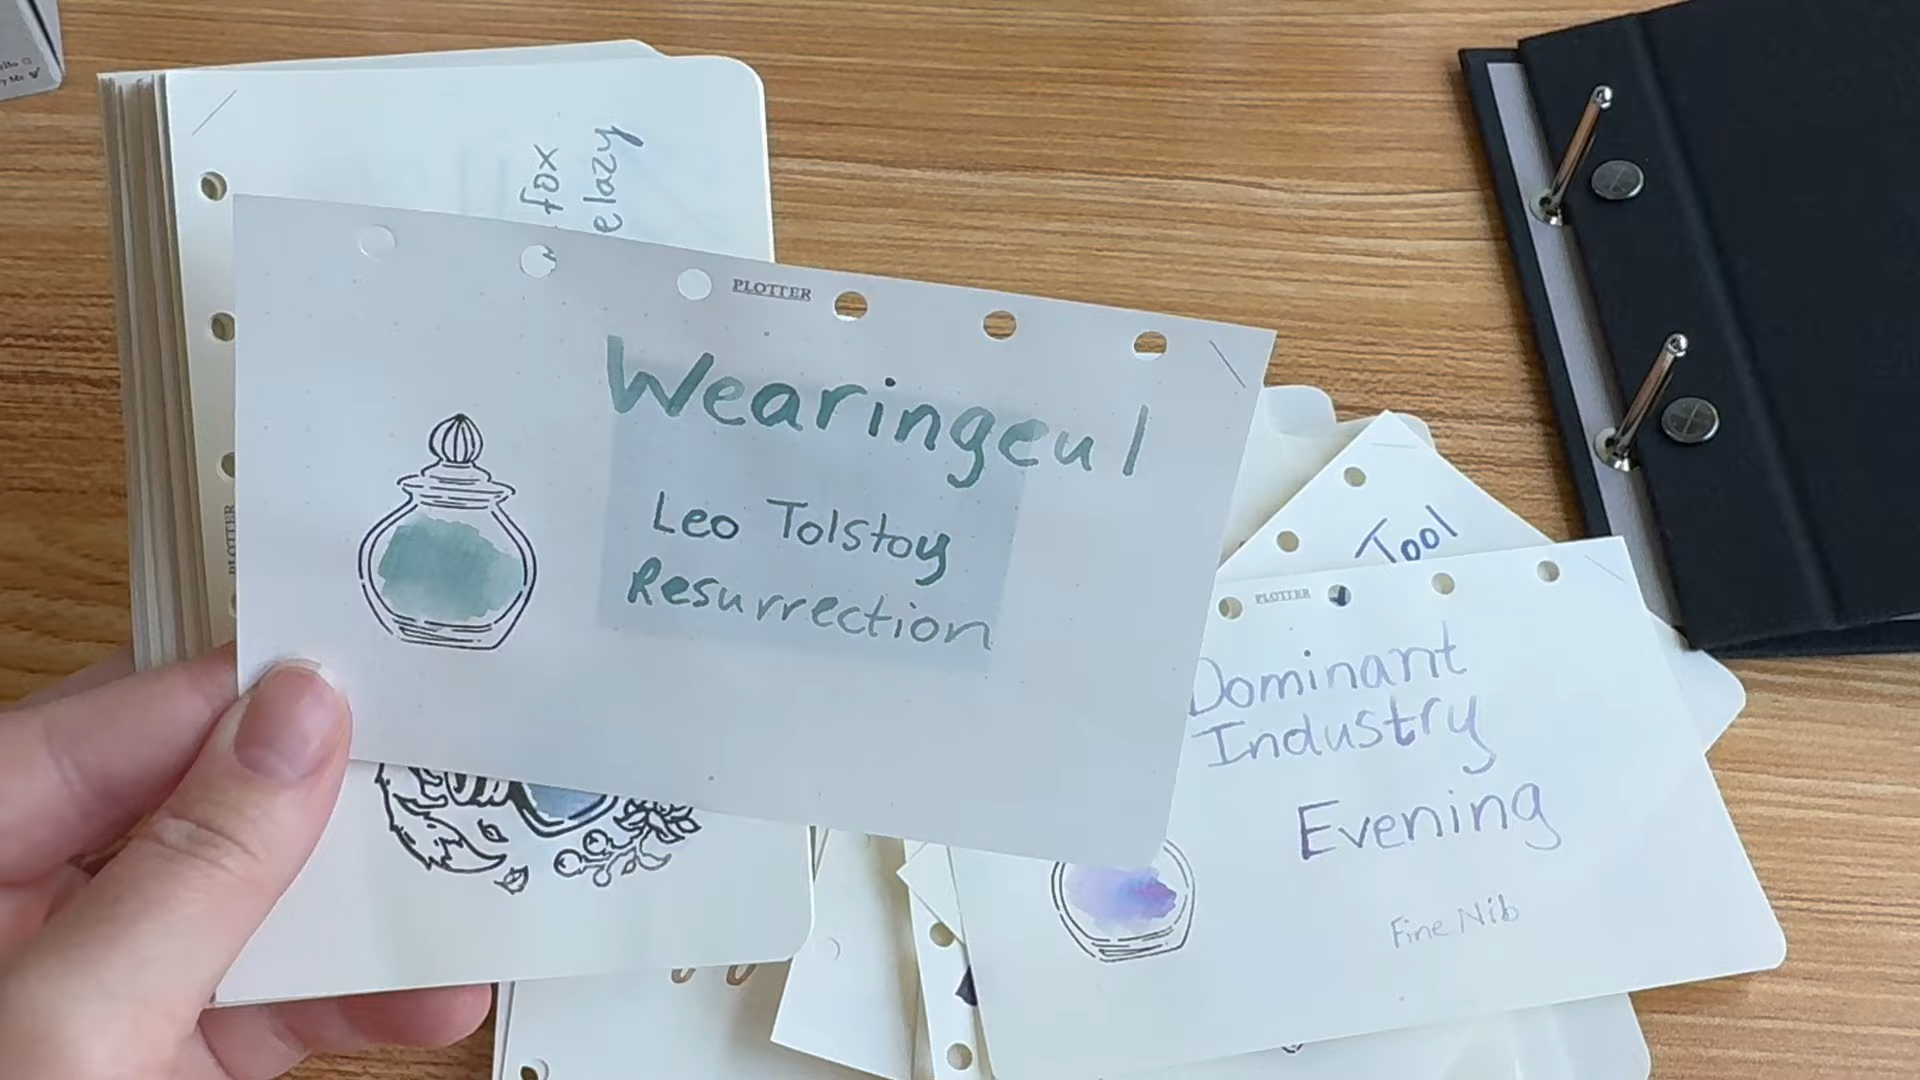 fox
lazy
PLOTTER
Wearingeul
Leo Tolstoy
Resurrection
PLOTTER
Tool
PLOTTER
Dominant
Industry
Evening
Fine Nib